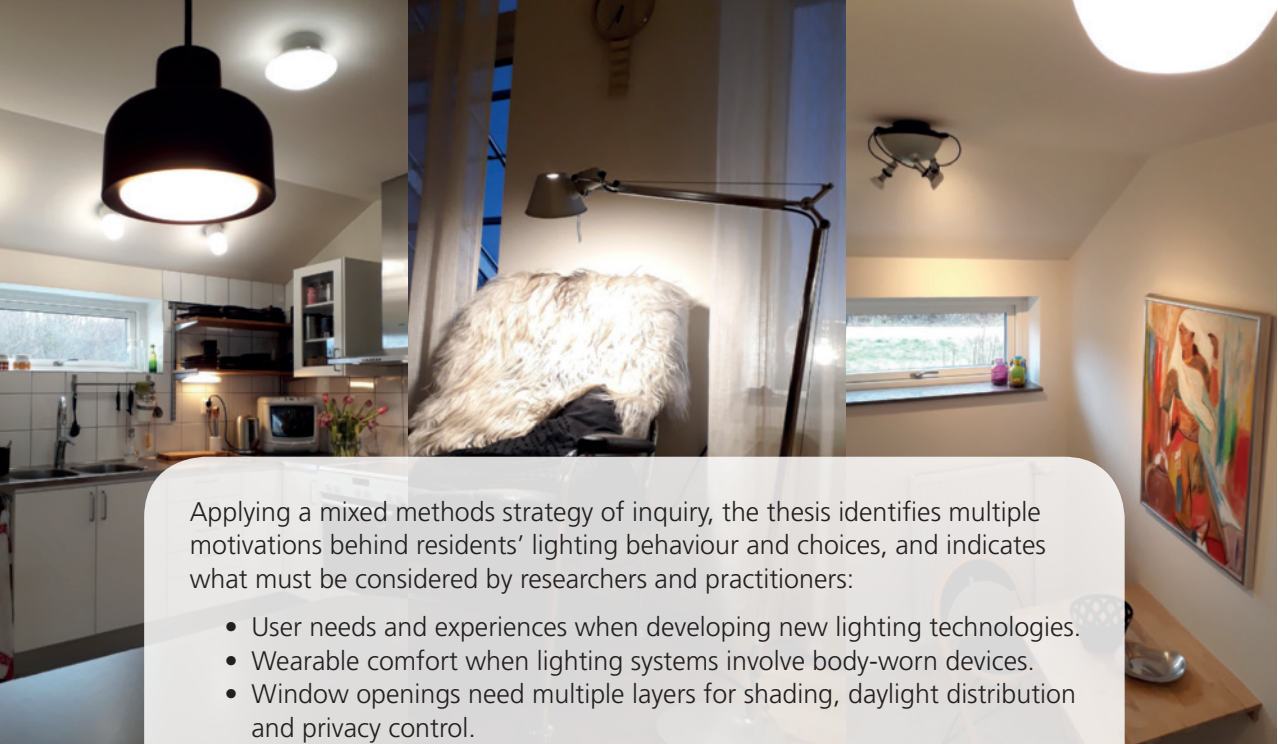 Applying a mixed methods strategy of inquiry, the thesis identifies multiple
motivations behind residents’ lighting behaviour and choices, and indicates
what must be considered by researchers and practitioners:
• User needs and experiences when developing new lighting technologies.
• Wearable comfort when lighting systems involve body-worn devices.
• Window openings need multiple layers for shading, daylight distribution
and privacy control.